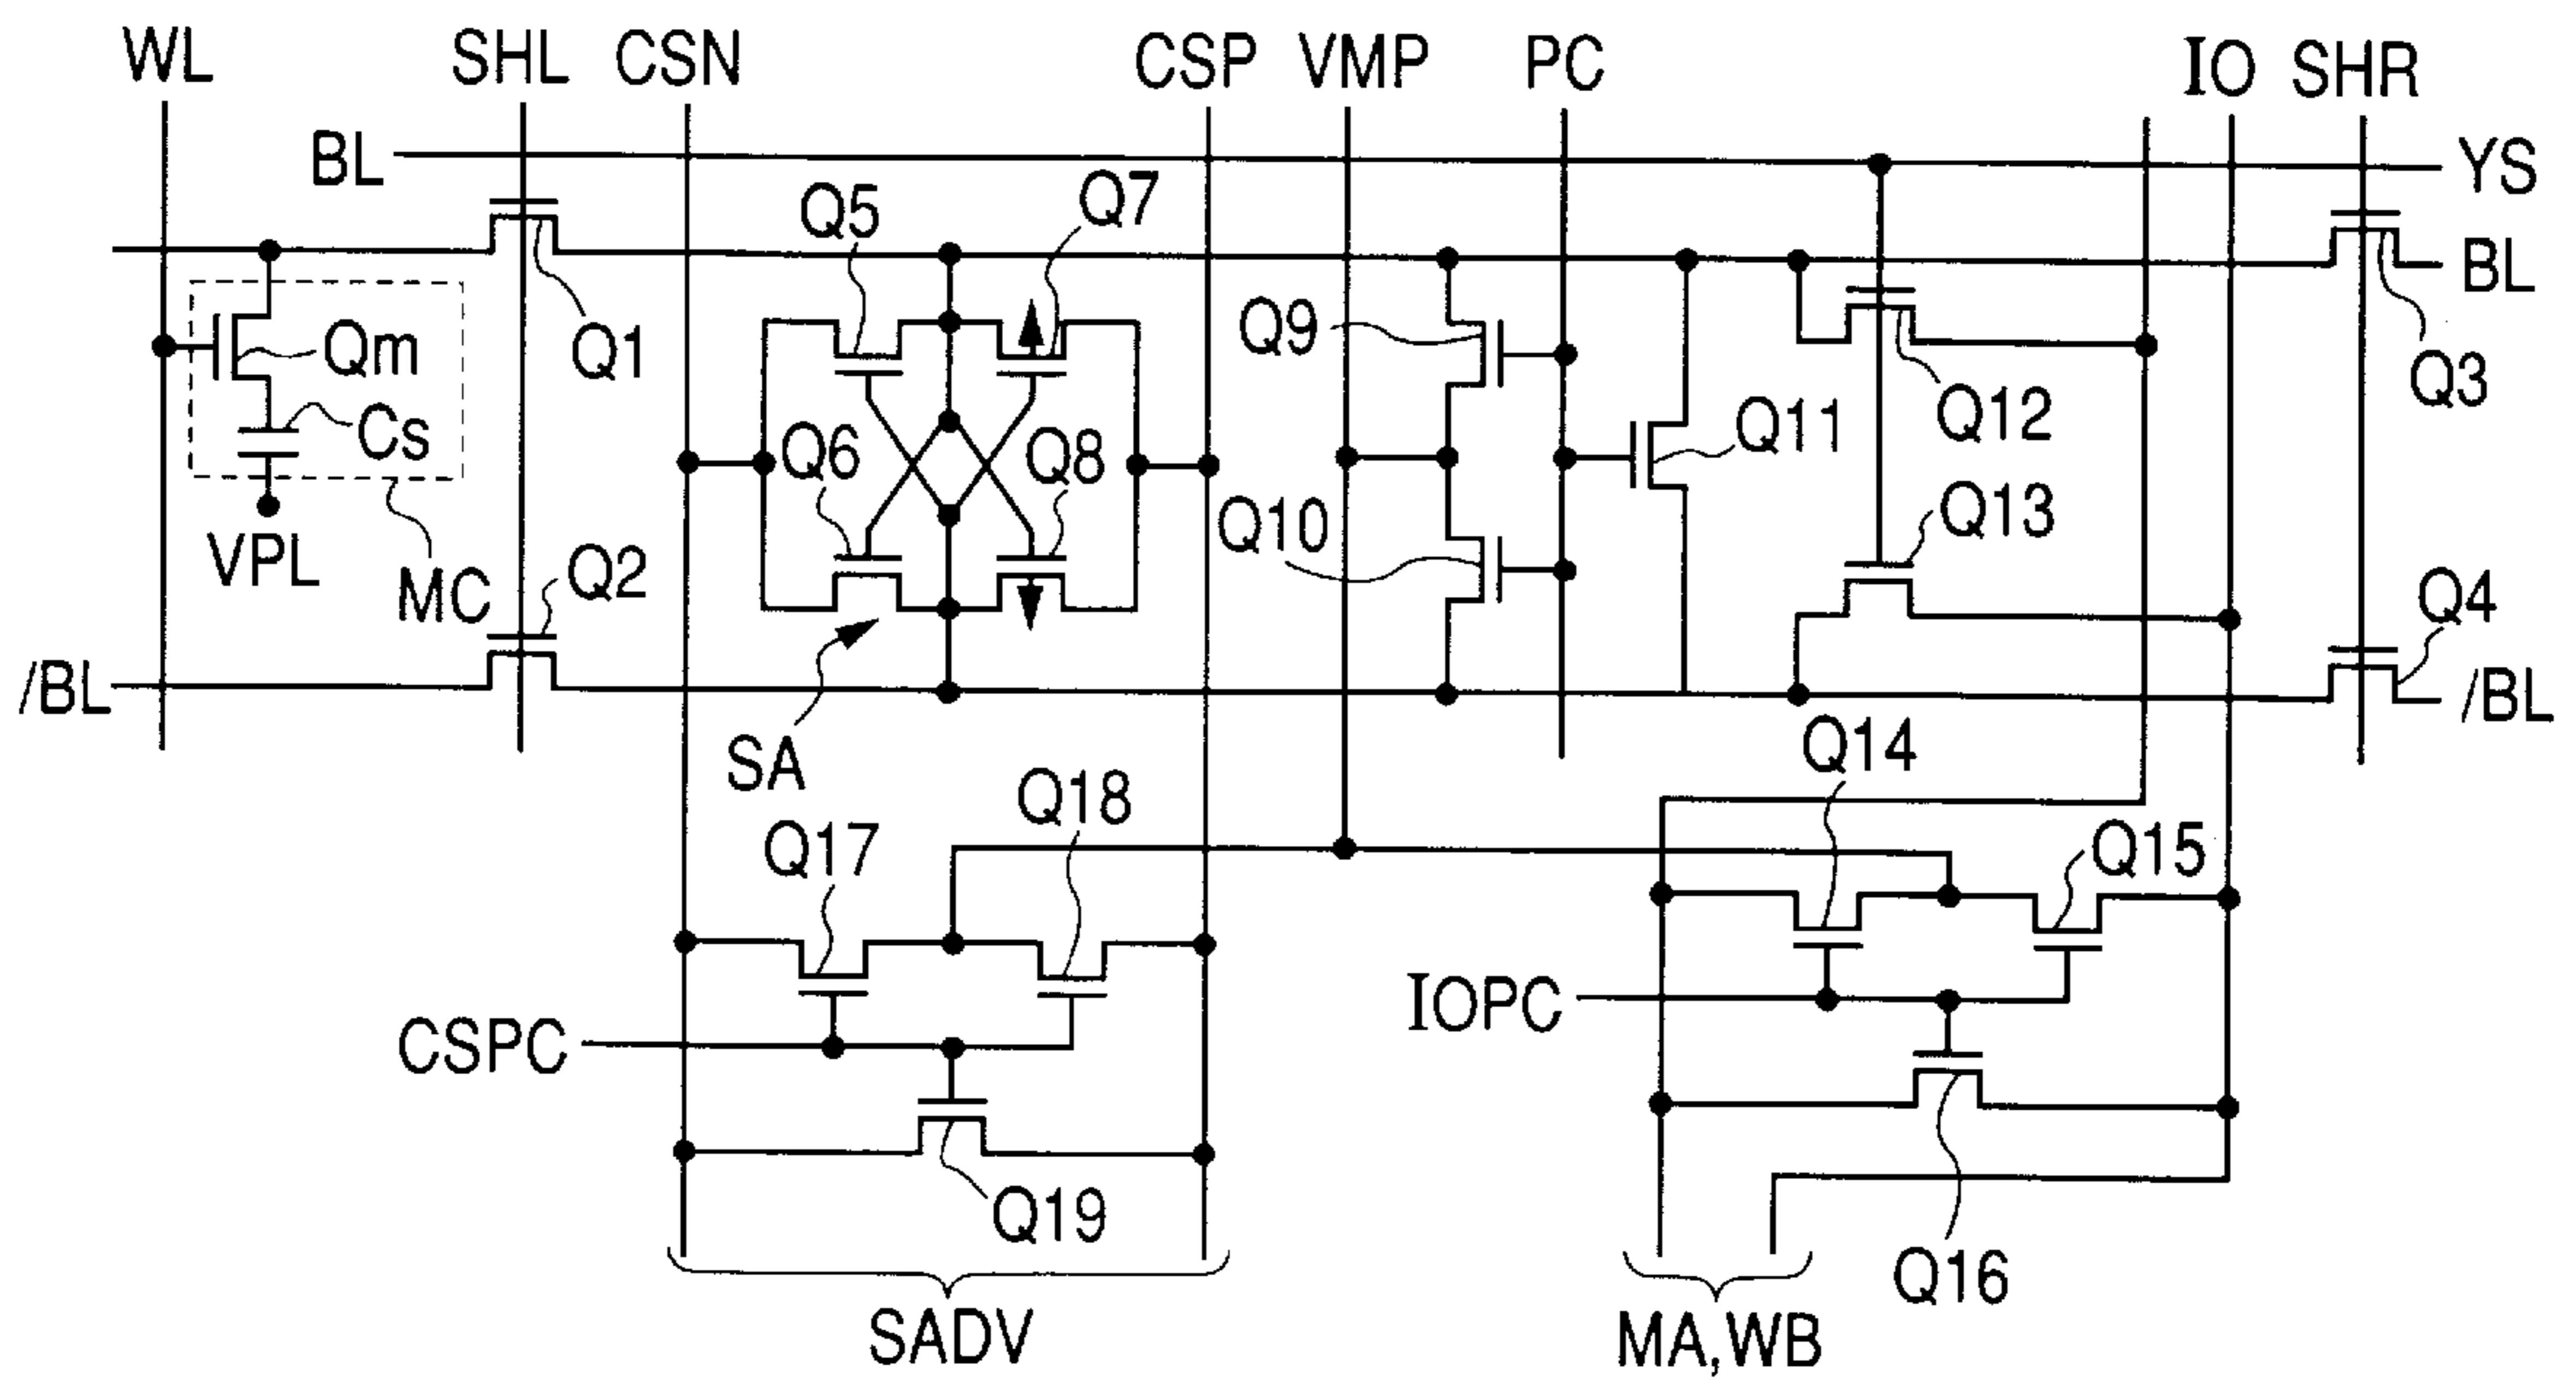 WL SHL CSN CSP VMP PC IO SHR
BL YS
Q5 Q7
BL
Q1 Q9 Q3
Qm
Cs Q12
Q11
Q6 Q8
Q10 Q13
VPL
MC Q2 Q4
/BL /BL
SA Q14
Q18
Q17 Q15
IOPC
CSPC
Q19
Q16
SADV MA,WB